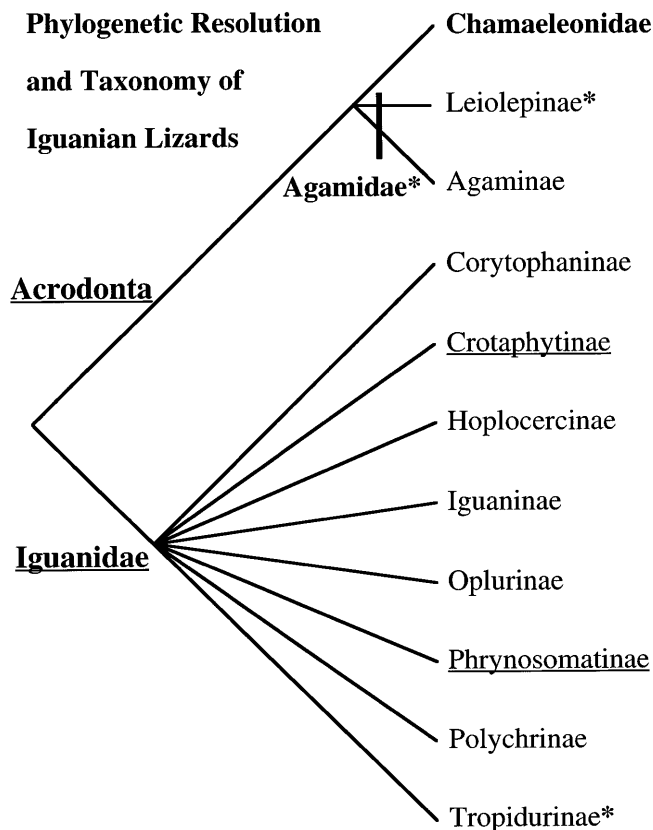 Phylogenetic Resolution
and Taxonomy of
Iguanian Lizards
Chamaeleonidae
Leiolepinae*
Agamidae*
Agaminae
Corytophaninae
Acrodonta
Crotaphytinae
Hoplocercinae
Iguaninae
Iguanidae
Oplurinae
Phrynosomatinae
Polychrinae
Tropidurinae*